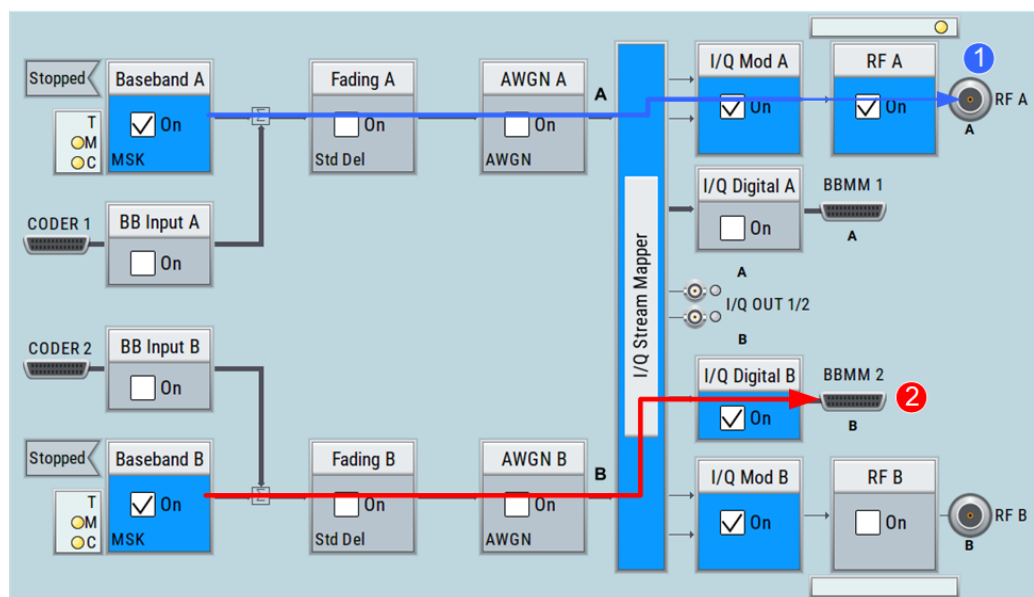 Stopped
Baseband A
On
MSK
T
M
C
Σ
Fading A
On
Std Del
AWGN A
On
AWGN
A
I/Q Mod A
On
RF A
On
1
RF A
A
CODER 1
BB Input A
On
I/Q Stream Mapper
I/Q Digital A
On
BBMM 1
A
A
I/Q OUT 1/2
B
CODER 2
BB Input B
On
I/Q Digital B
On
BBMM 2
2
B
Stopped
Baseband B
On
MSK
T
M
C
Σ
Fading B
On
Std Del
AWGN B
On
AWGN
B
I/Q Mod B
On
RF B
On
RF B
B